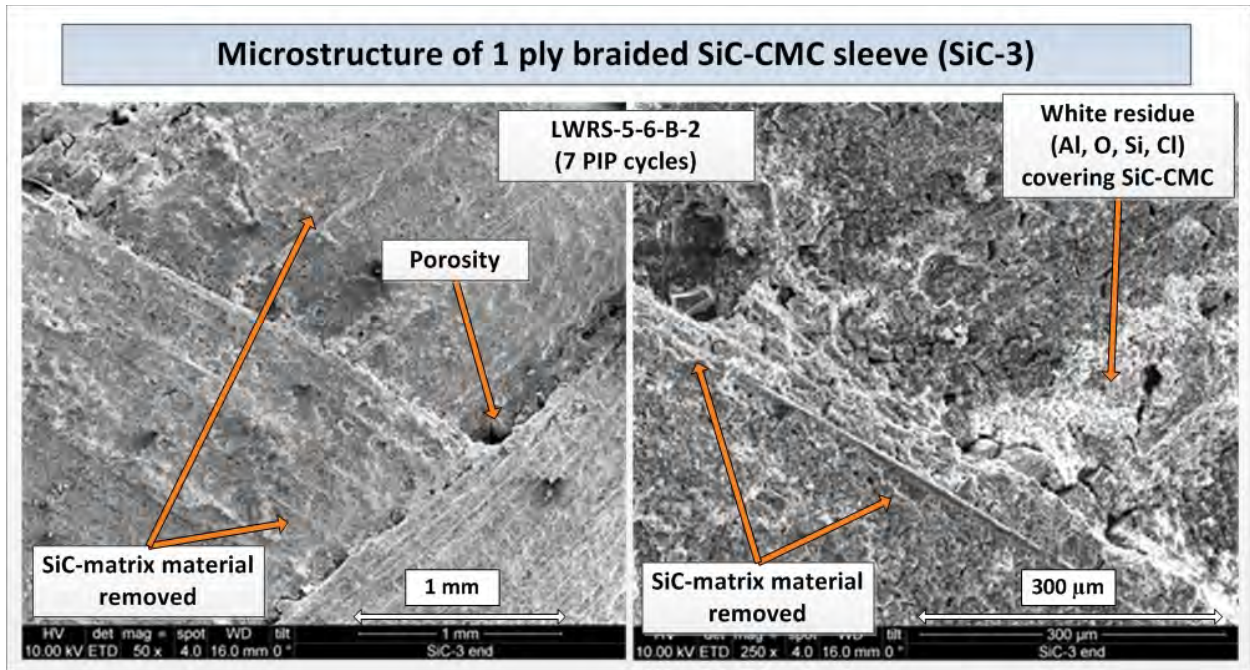 Microstructure of 1 ply braided SiC-CMC sleeve (SiC-3)
LWRS-5-6-B-2
(7 PIP cycles)
White residue
(Al, O, Si, Cl)
covering SiC-CMC
Porosity
SiC-matrix material
removed
1 mm
SiC-matrix material
removed
300 µm
HV det mag = spot WD tilt
10.00 kV ETD 50 x 4.0 16.0 mm 0 °
1 mm
SiC-3 end
HV det mag = spot WD tilt
10.00 kV ETD 250 x 4.0 16.0 mm 0 °
300 µm
SiC-3 end